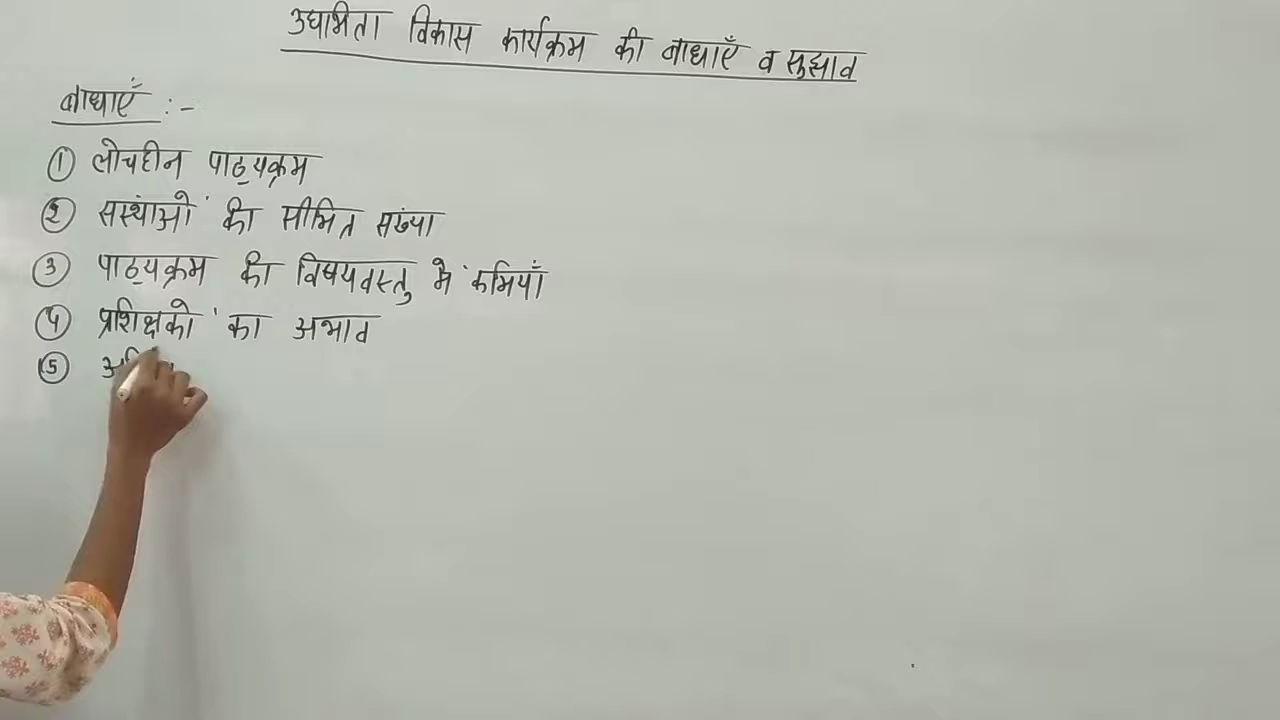 उद्यमिता विकास कार्यक्रम की बाधाएँ व सुझाव
बाधाएँ :-
① लोचहीन पाठ्यक्रम
② संस्थाओं की सीमित संख्या
③ पाठ्यक्रम की विषयवस्तु में कमियाँ
④ प्रशिक्षकों का अभाव
⑤